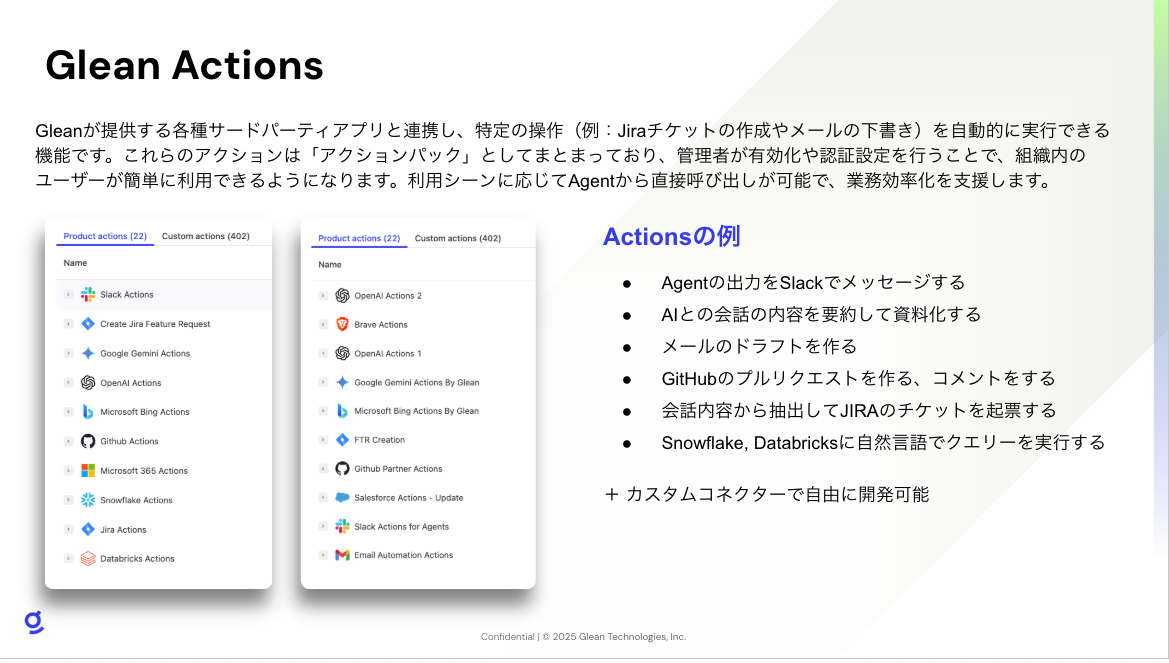 Glean Actions
Gleanが提供する各種サードパーティアプリと連携し、特定の操作（例：Jiraチケットの作成やメールの下書き）を自動的に実行できる
機能です。これらのアクションは「アクションパック」としてまとまっており、管理者が有効化や認証設定を行うことで、組織内の
ユーザーが簡単に利用できるようになります。利用シーンに応じてAgentから直接呼び出しが可能で、業務効率化を支援します。
Product actions (22) Custom actions (402)
Name
Slack Actions
Create Jira Feature Request
Google Gemini Actions
OpenAI Actions
Microsoft Bing Actions
Github Actions
Microsoft 365 Actions
Snowflake Actions
Jira Actions
Databricks Actions
Product actions (22) Custom actions (402)
Name
OpenAI Actions 2
Brave Actions
OpenAI Actions 1
Google Gemini Actions By Glean
Microsoft Bing Actions By Glean
FTR Creation
Github Partner Actions
Salesforce Actions - Update
Slack Actions for Agents
Email Automation Actions
Actionsの例
● Agentの出力をSlackでメッセージする
● AIとの会話の内容を要約して資料化する
● メールのドラフトを作る
● GitHubのプルリクエストを作る、コメントをする
● 会話内容から抽出してJIRAのチケットを起票する
● Snowflake, Databricksに自然言語でクエリーを実行する
＋ カスタムコネクターで自由に開発可能
g
Confidential | © 2025 Glean Technologies, Inc.